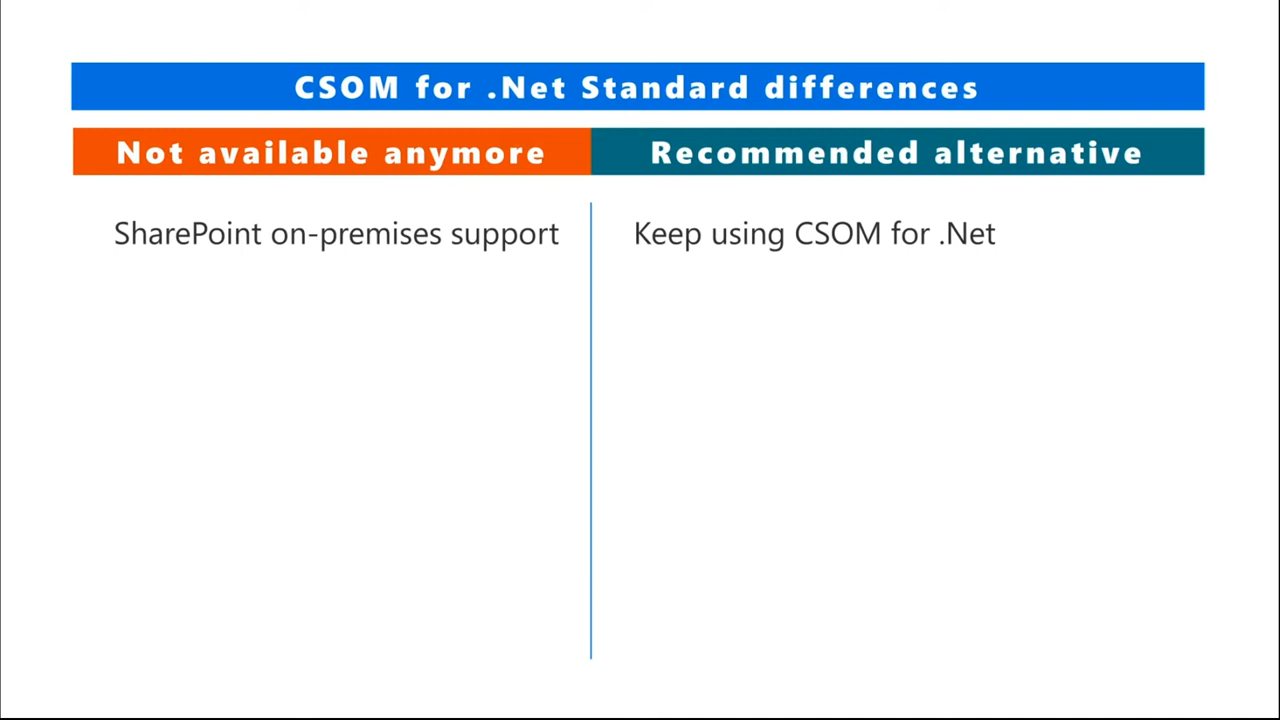 CSOM for .Net Standard differences
Not available anymore
Recommended alternative
SharePoint on-premises support
Keep using CSOM for .Net